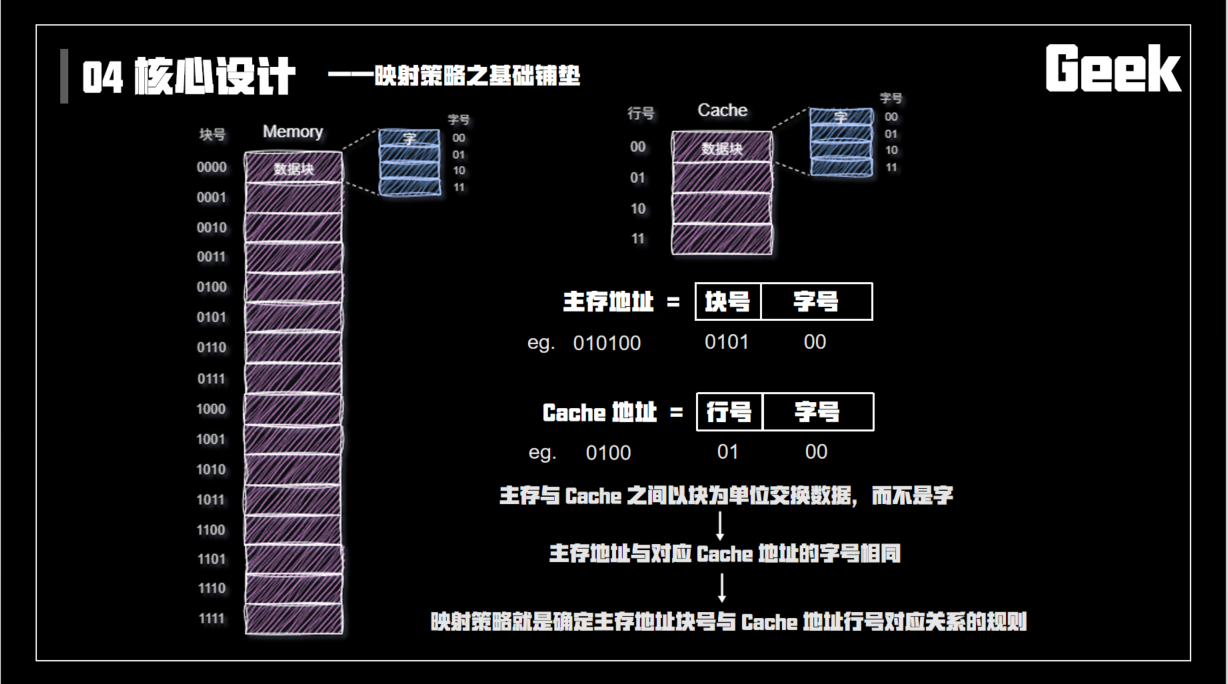 04 核心设计 ——映射策略之基础铺垫
Geek
块号 Memory 字号
0000 数据块 字 00
01
10
11
0001
0010
0011
0100
0101
0110
0111
1000
1001
1010
1011
1100
1101
1110
1111
行号 Cache 字号
00 数据块 字 00
01
10
11
01
10
11
主存地址 = 块号 字号
eg. 010100 0101 00
Cache 地址 = 行号 字号
eg. 0100 01 00
主存与 Cache 之间以块为单位交换数据，而不是字
主存地址与对应 Cache 地址的字号相同
映射策略就是确定主存地址块号与 Cache 地址行号对应关系的规则